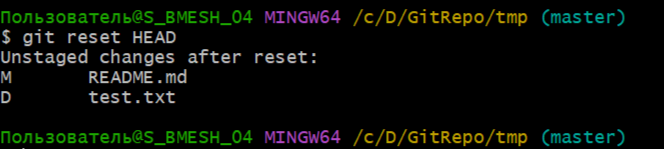 Пользователь@S_BMESH_04 MINGW64 /c/D/GitRepo/tmp (master)
$ git reset HEAD
Unstaged changes after reset:
M       README.md
D       test.txt
Пользователь@S_BMESH_04 MINGW64 /c/D/GitRepo/tmp (master)